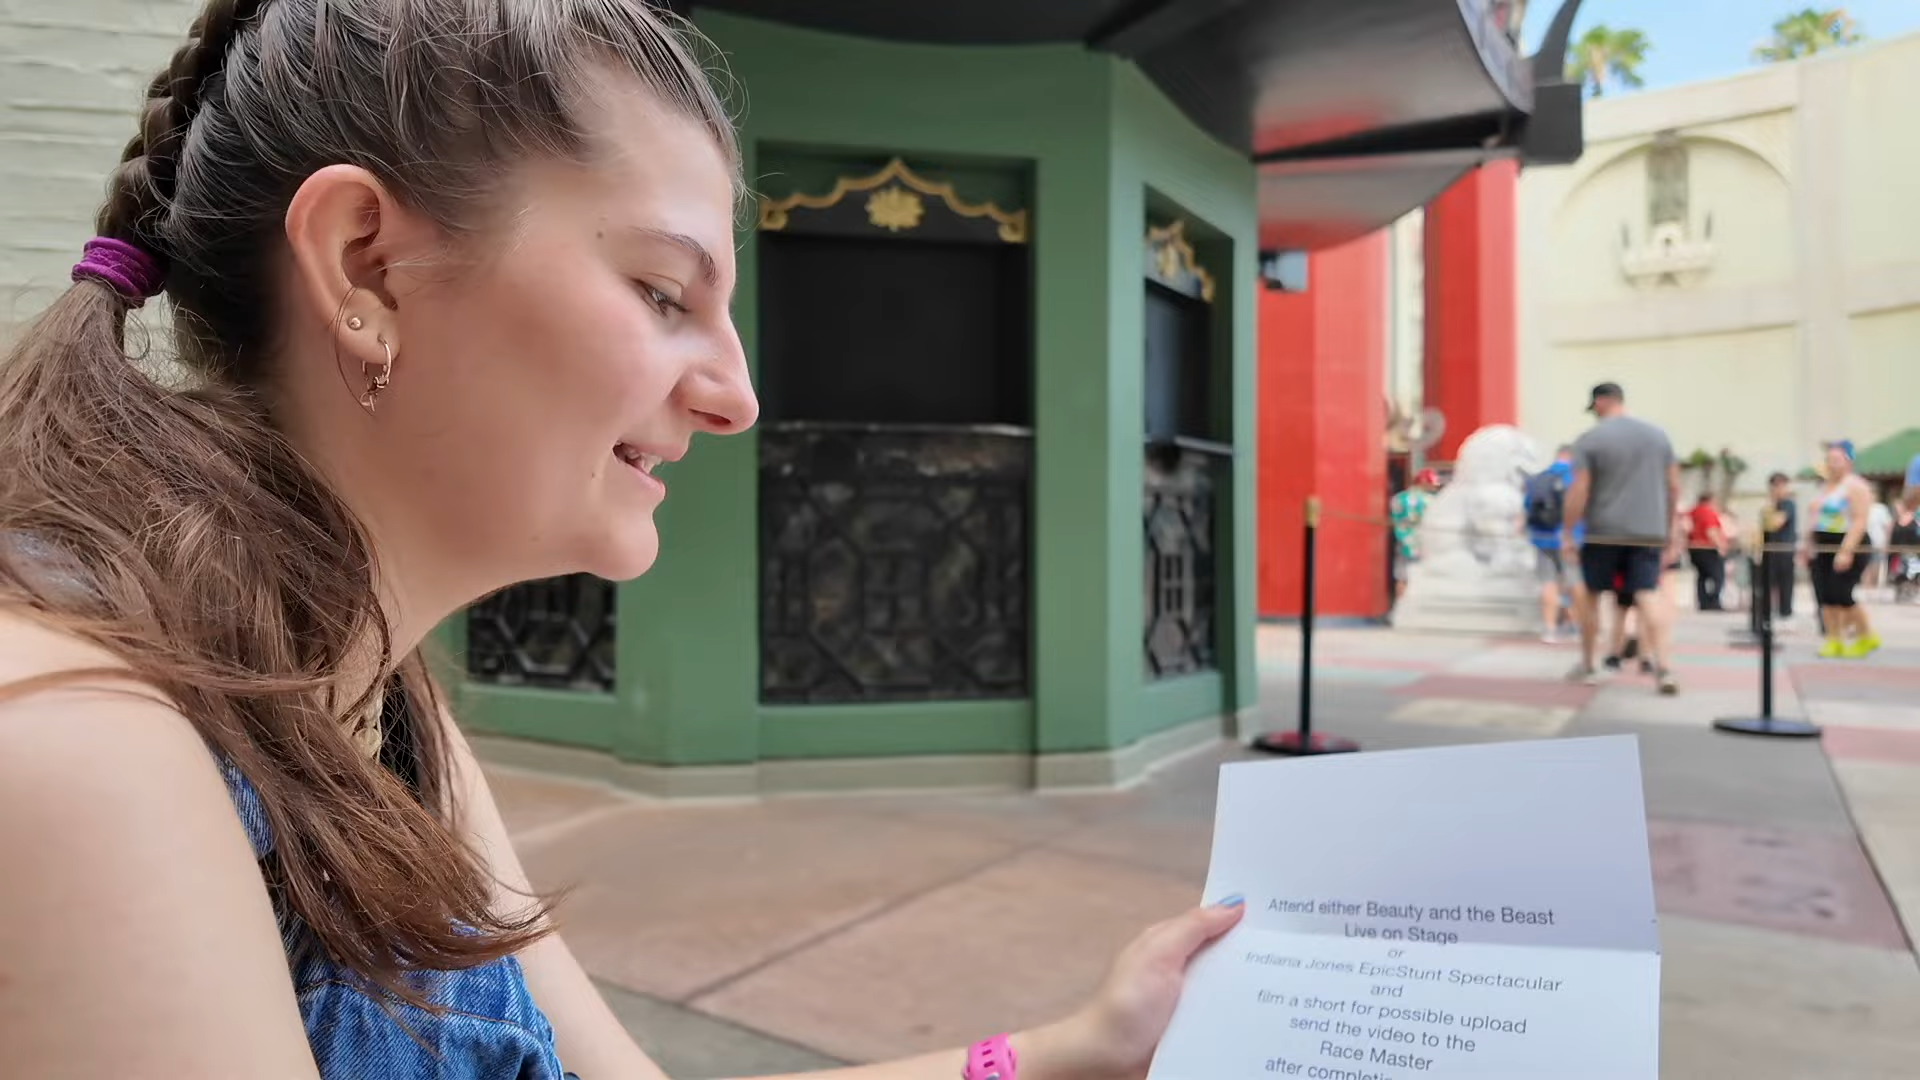 Attend either Beauty and the Beast
Live on Stage
or
Indiana Jones EpicStunt Spectacular
and
film a short for possible upload
send the video to the
Race Master
after